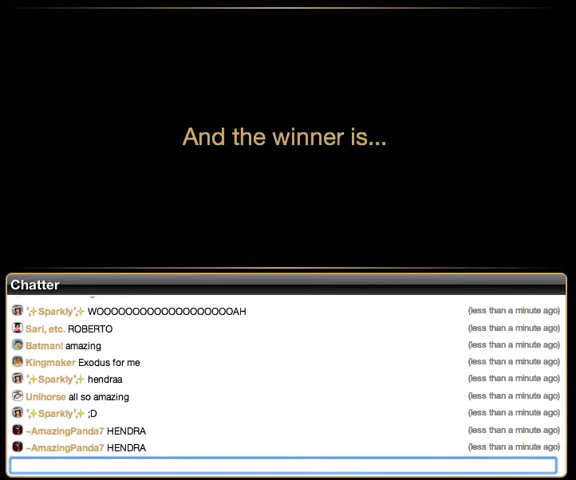 And the winner is...
Chatter
✨Sparkly✨ WOOOOOOOOOOOOOOOOOOOAH (less than a minute ago)
Sari, etc. ROBERTO (less than a minute ago)
Batman! amazing (less than a minute ago)
Kingmaker Exodus for me (less than a minute ago)
✨Sparkly✨ hendraa (less than a minute ago)
Unihorse all so amazing (less than a minute ago)
✨Sparkly✨ ;D (less than a minute ago)
~AmazingPanda7 HENDRA (less than a minute ago)
~AmazingPanda7 HENDRA (less than a minute ago)